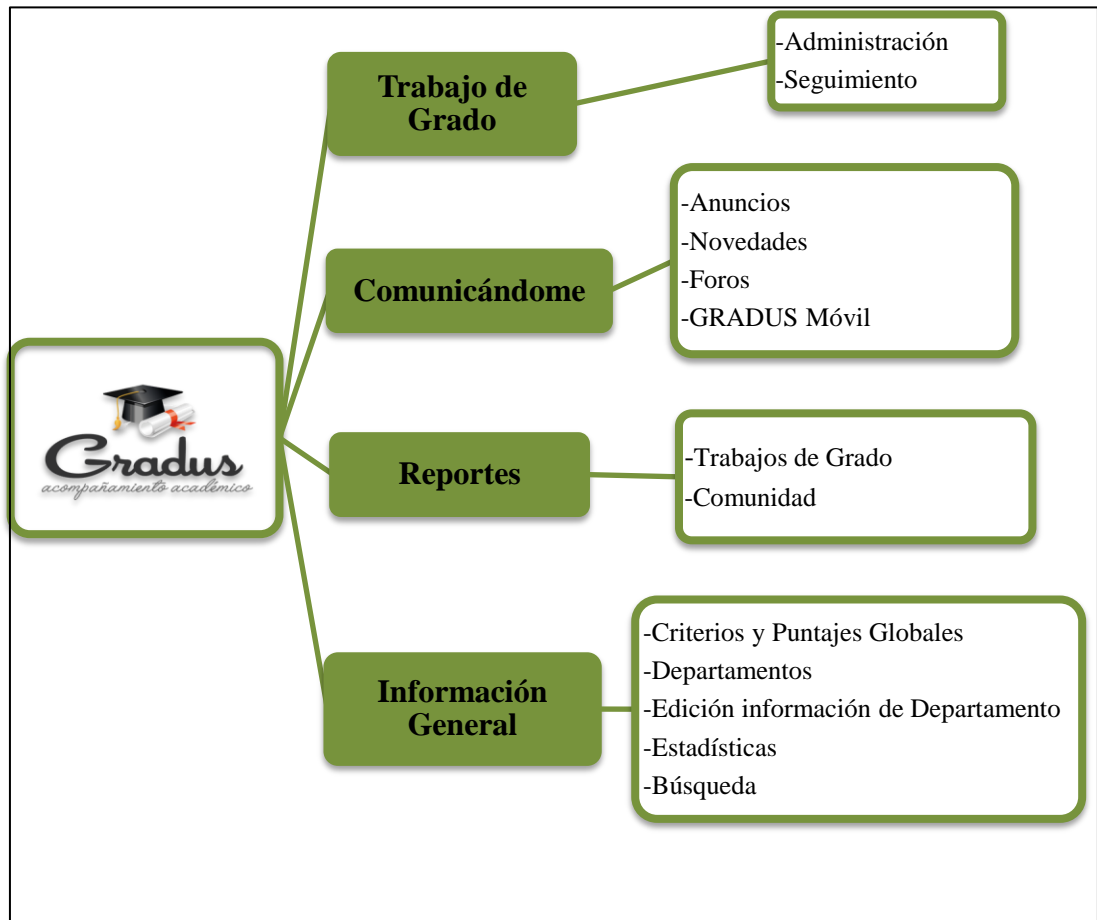 Trabajo de
Grado
-Administración
-Seguimiento
Comunicándome
-Anuncios
-Novedades
-Foros
-GRADUS Móvil
Gradus
acompañamiento académico
Reportes
-Trabajos de Grado
-Comunidad
Información
General
-Criterios y Puntajes Globales
-Departamentos
-Edición información de Departamento
-Estadísticas
-Búsqueda